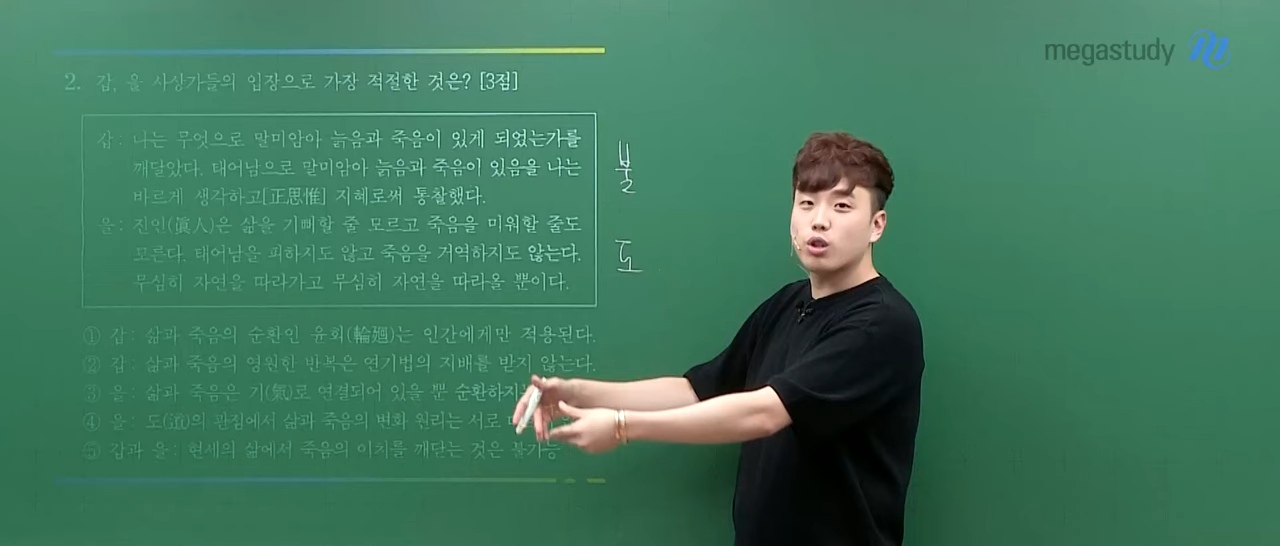 megastudy
2. 갑, 을 사상가들의 입장으로 가장 적절한 것은? [3점]
갑 : 나는 무엇으로 말미암아 늙음과 죽음이 있게 되었는가를
깨달았다. 태어남으로 말미암아 늙음과 죽음이 있음을 나는
바르게 생각하고[正思惟] 지혜로써 통찰했다.
을 : 진인(眞人)은 삶을 기뻐할 줄 모르고 죽음을 미워할 줄도
모른다. 태어남을 피하지도 않고 죽음을 거역하지도 않는다.
무심히 자연을 따라가고 무심히 자연을 따라올 뿐이다.
불
도
① 갑 : 삶과 죽음의 순환인 윤회(輪廻)는 인간에게만 적용된다.
② 갑 : 삶과 죽음의 영원한 반복은 연기법의 지배를 받지 않는다.
③ 을 : 삶과 죽음은 기(氣)로 연결되어 있을 뿐 순환하지
④ 을 : 도(道)의 관점에서 삶과 죽음의 변화 원리는 서로
⑤ 갑과 을 : 현세의 삶에서 죽음의 이치를 깨닫는 것은 불가능